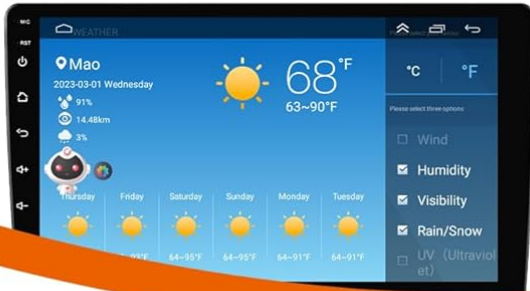 MIC
RST
WEATHER
Mao
2023-03-01 Wednesday
91%
14.48km
3%
68°F
63~90°F
Thursday Friday Saturday Sunday Monday Tuesday
64~95°F 64~95°F 64~91°F 64~91°F
°C °F
Please select three options
Wind
Humidity
Visibility
Rain/Snow
UV (Ultraviol
et)